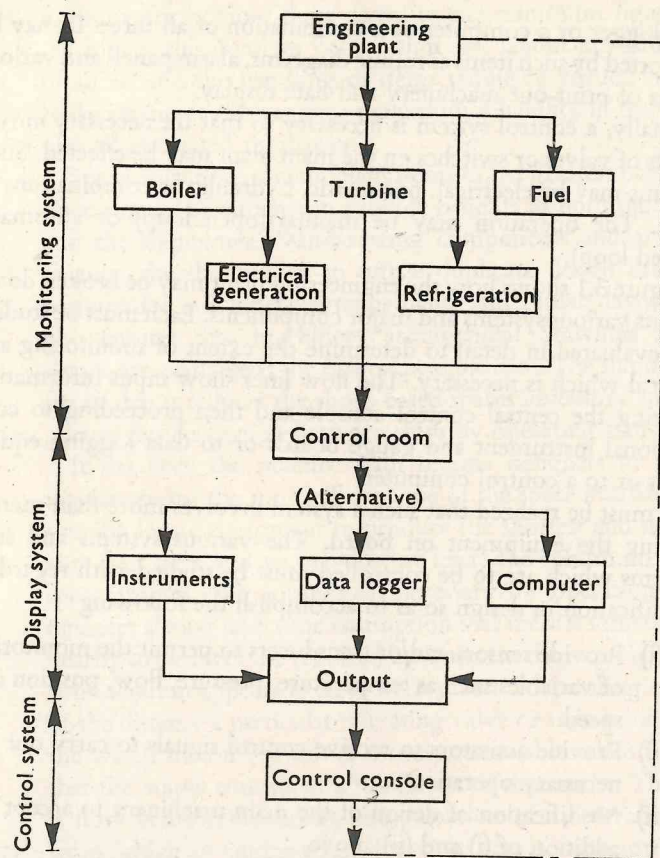 Engineering
plant
Boiler
Turbine
Fuel
Electrical
generation
Refrigeration
Control room
(Alternative)
Instruments
Data logger
Computer
Output
Control console
Monitoring system
Display system
Control system